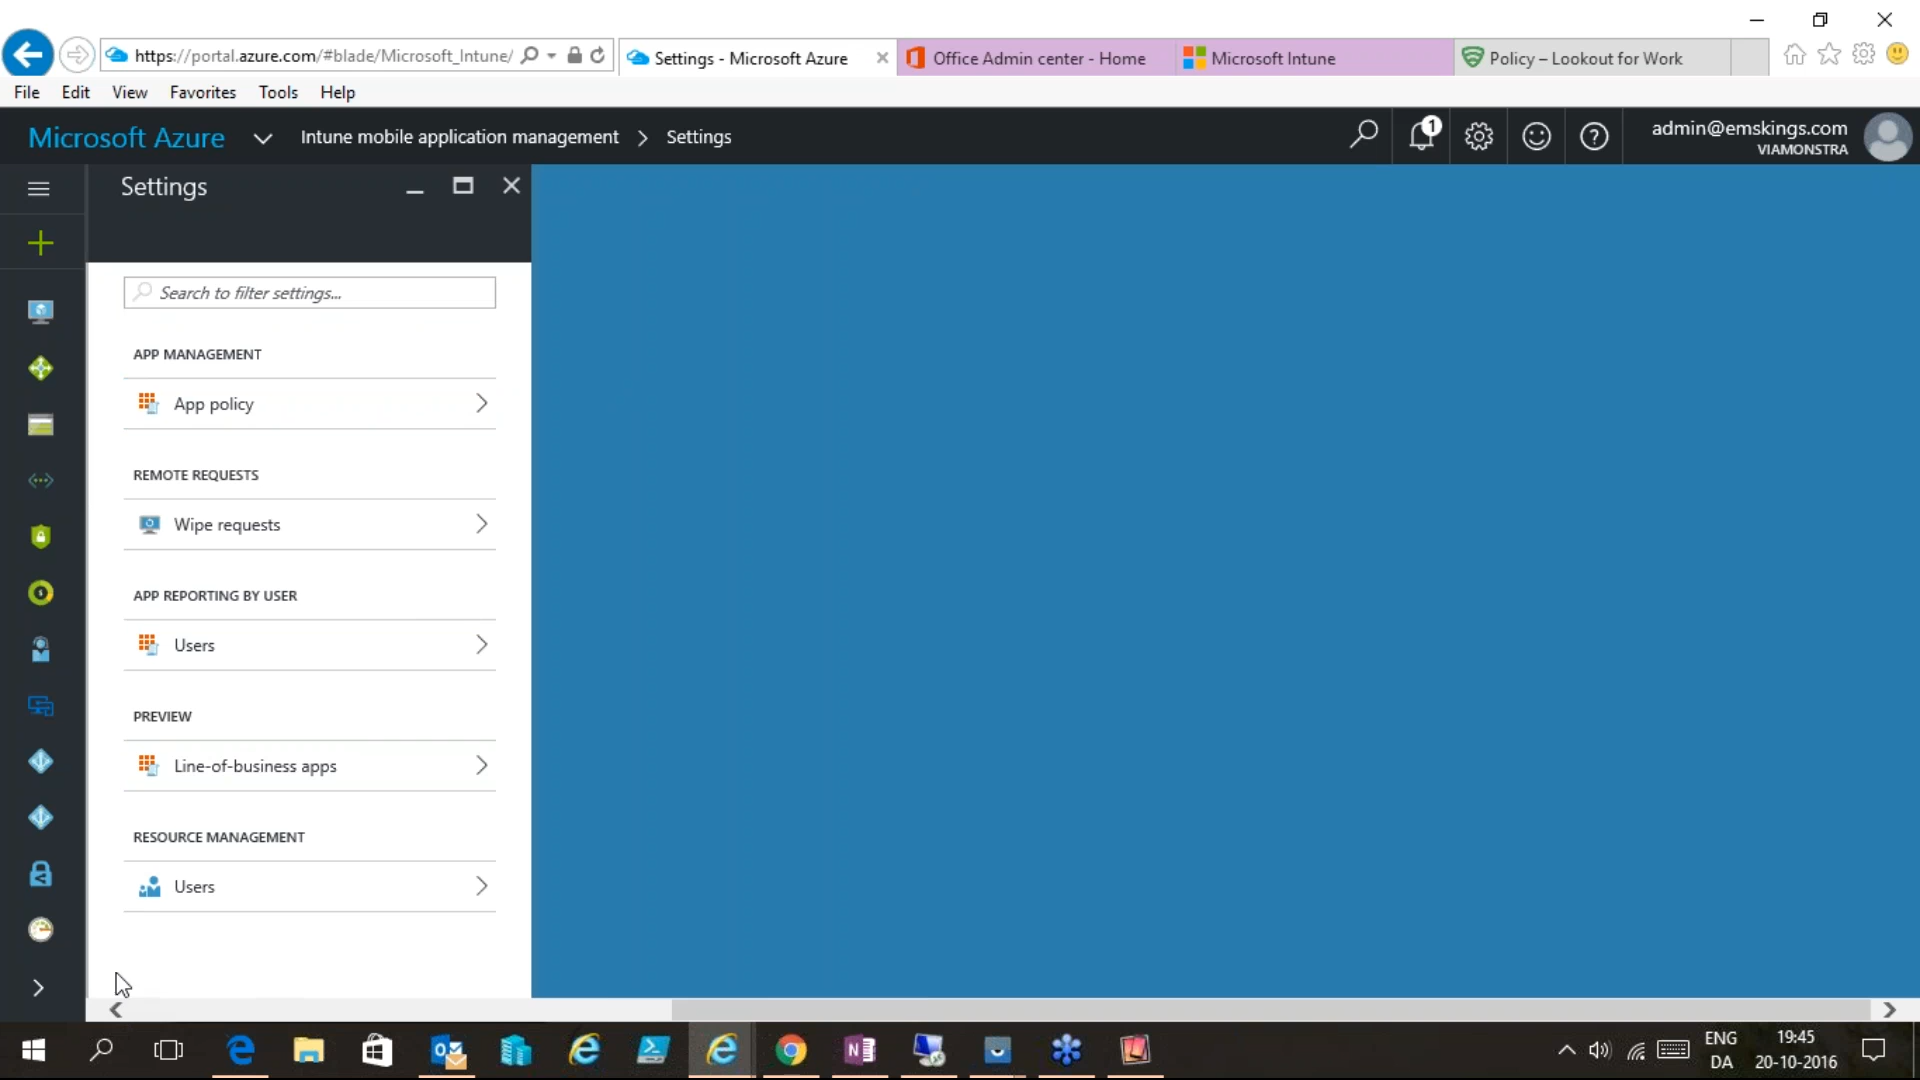 https://portal.azure.com/#blade/Microsoft_Intune/
Settings - Microsoft Azure
Office Admin center - Home
Microsoft Intune
Policy – Lookout for Work
File Edit View Favorites Tools Help
Microsoft Azure
Intune mobile application management > Settings
1
admin@emskings.com
VIAMONSTRA
Settings
Search to filter settings...
APP MANAGEMENT
App policy
REMOTE REQUESTS
Wipe requests
APP REPORTING BY USER
Users
PREVIEW
Line-of-business apps
RESOURCE MANAGEMENT
Users
ENG
DA
19:45
20-10-2016